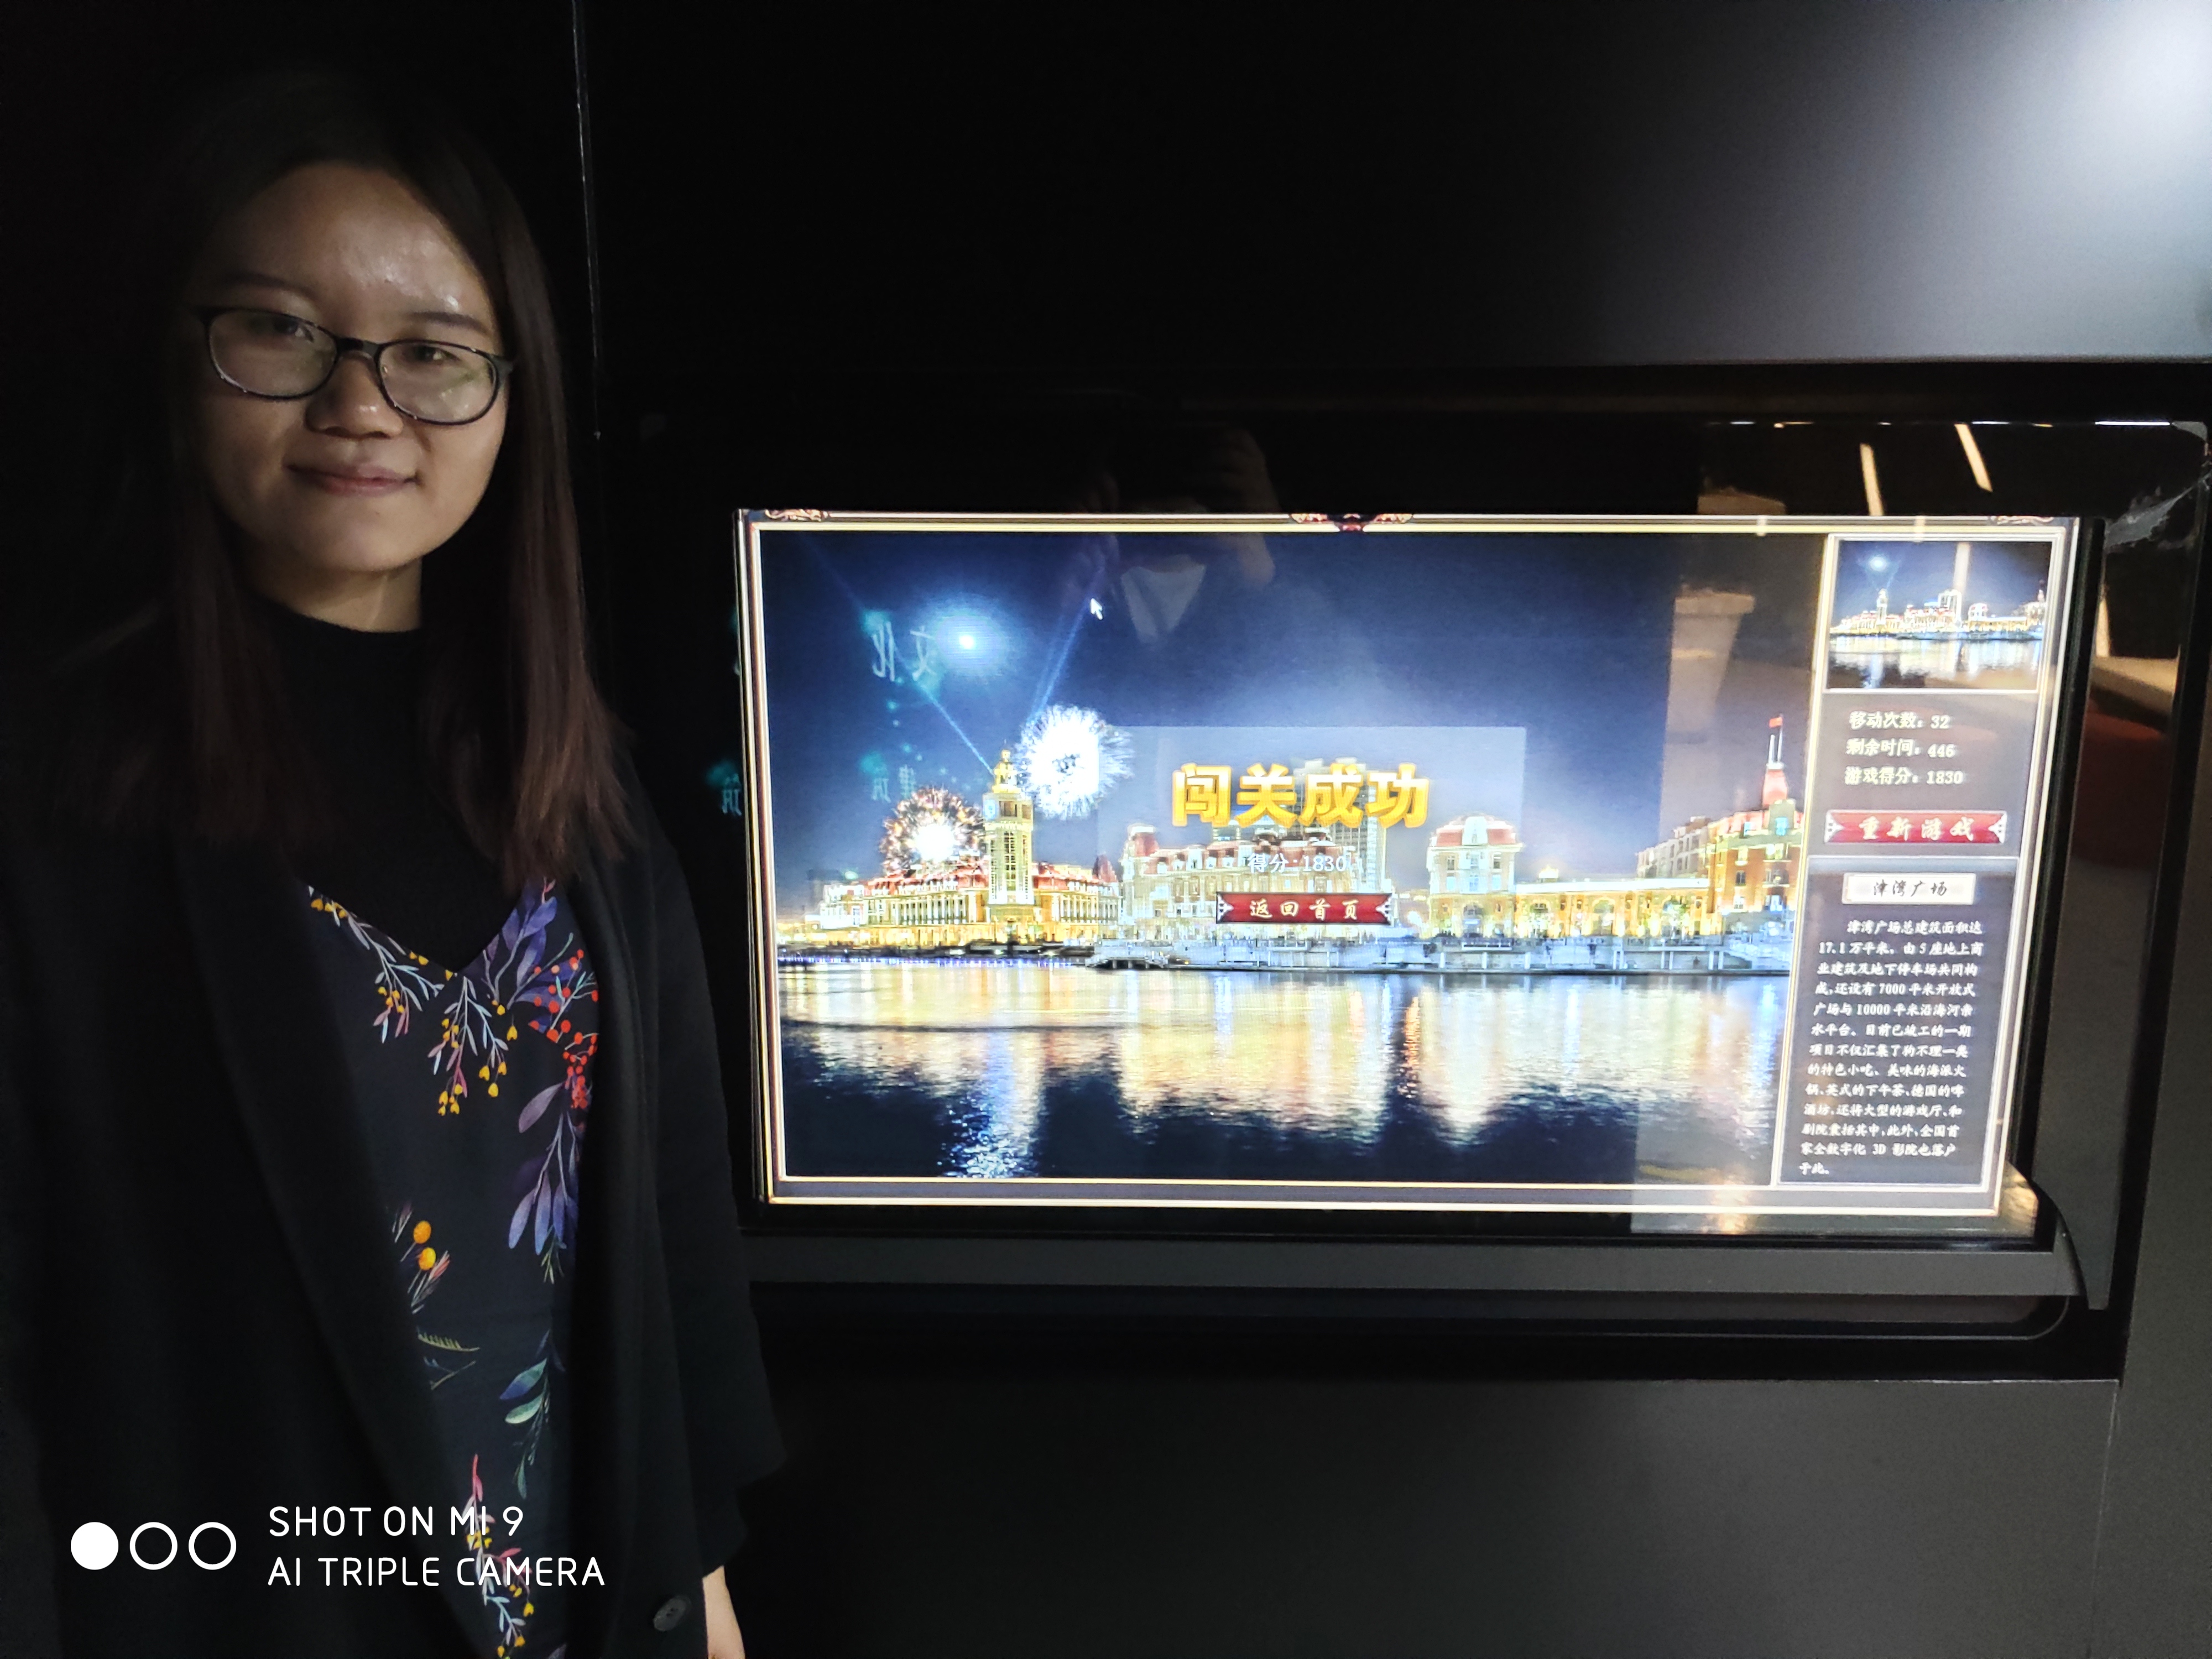 闯关成功
得分:1830
返回首页
移动次数: 32
剩余时间: 446
游戏得分: 1830
重新游戏
津湾广场
津湾广场总建筑面积达
17.1万平米, 由5座地上商
业建筑及地下停车场共同构
成,还设有7000平米开放式
广场与10000平米沿海河亲
水平台。目前已竣工的一期
项目不仅汇集了狗不理一类
的特色小吃、美味的海派火
锅、英式的下午茶、德国的啤
酒坊,还将大型的游戏厅、和
剧院囊括其中,此外,全国首
家全数字化 3D 影院也落户
于此。
文化
建筑
SHOT ON MI 9
AI TRIPLE CAMERA